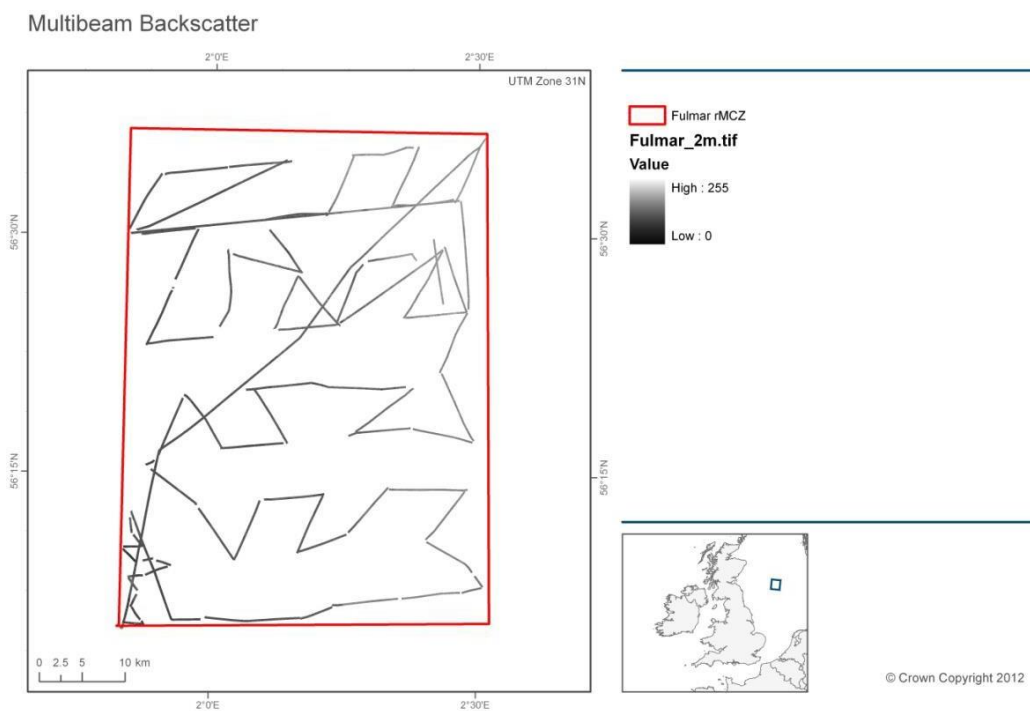 Multibeam Backscatter
2°0'E
2°30'E
UTM Zone 31N
Fulmar rMCZ
Fulmar_2m.tif
Value
High : 255
Low : 0
56°30'N
56°30'N
56°15'N
56°15'N
0 2.5 5 10 km
© Crown Copyright 2012
2°0'E
2°30'E